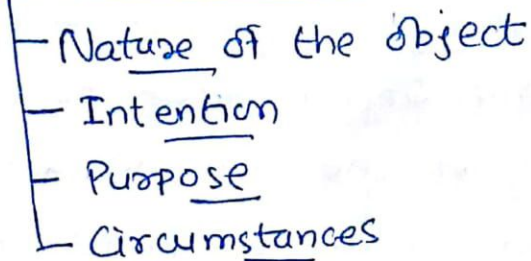 Nature of the object
Intention
Purpose
Circumstances